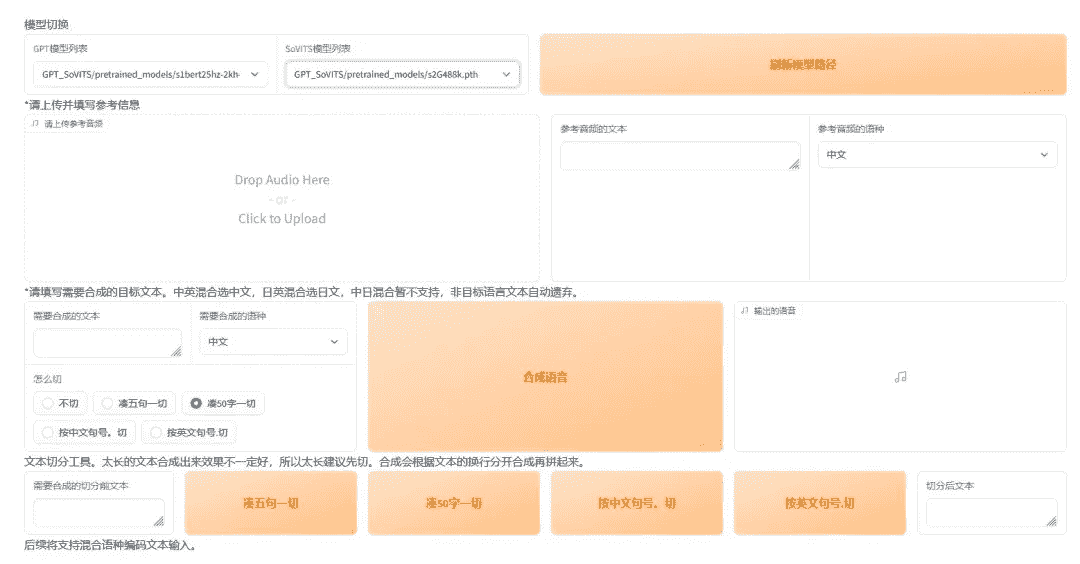 模型切换
GPT模型列表
SoVITS模型列表
GPT_SoVITS/pretrained_models/s1bert25hz-2kh-
GPT_SoVITS/pretrained_models/s2G488k.pth
刷新模型路径
*请上传并填写参考信息
请上传参考音频
参考音频的文本
参考音频的语种
中文
Drop Audio Here
- or -
Click to Upload
*请填写需要合成的目标文本。中英混合选中文，日英混合选日文，中日混合暂不支持，非目标语言文本自动遗弃。
需要合成的文本
需要合成的语种
中文
合成语音
输出的语音
怎么切
不切
凑五句一切
凑50字一切
按中文句号。切
按英文句号.切
文本切分工具。太长的文本合成出来效果不一定好，所以太长建议先切。合成会根据文本的换行分开合成再拼起来。
需要合成的切分前文本
凑五句一切
凑50字一切
按中文句号。切
按英文句号.切
切分后文本
后续将支持混合语种编码文本输入。